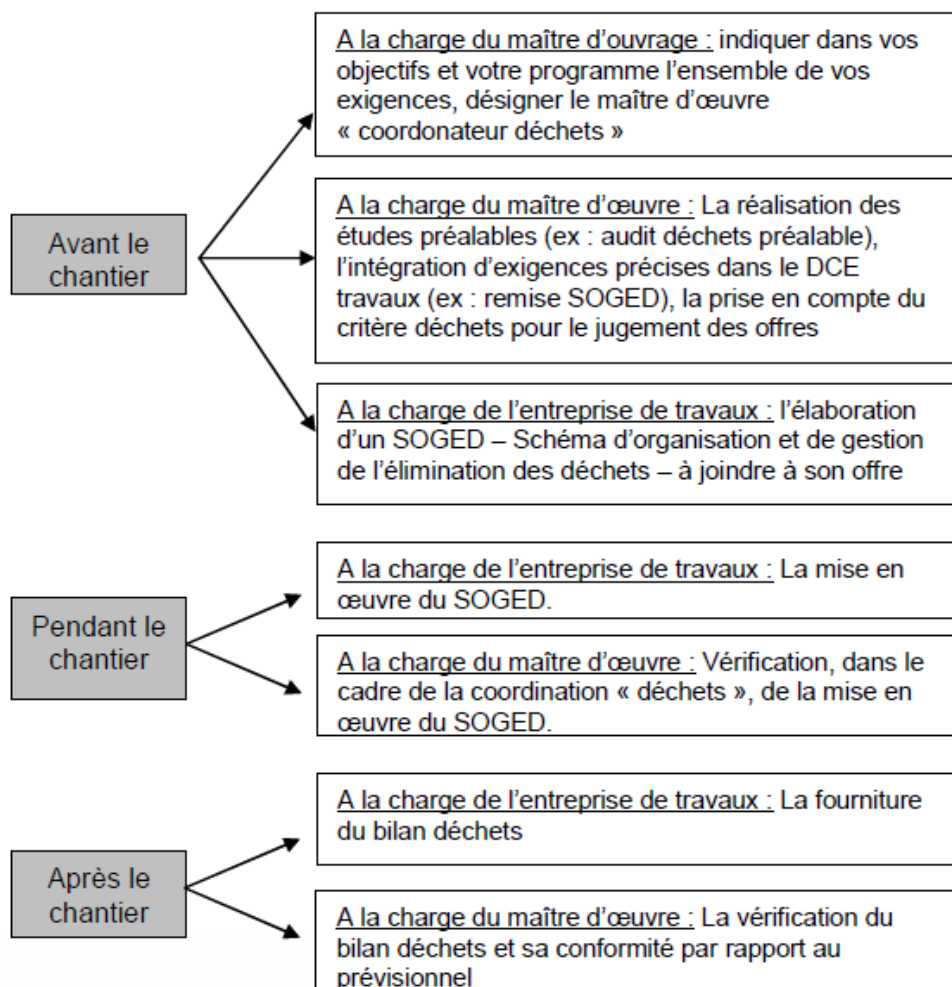 A la charge du maître d'ouvrage : indiquer dans vos
objectifs et votre programme l'ensemble de vos
exigences, désigner le maître d'œuvre
« coordonateur déchets »
Avant le
chantier
A la charge du maître d'œuvre : La réalisation des
études préalables (ex : audit déchets préalable),
l'intégration d'exigences précises dans le DCE
travaux (ex : remise SOGED), la prise en compte du
critère déchets pour le jugement des offres
A la charge de l'entreprise de travaux : l'élaboration
d'un SOGED – Schéma d'organisation et de gestion
de l'élimination des déchets – à joindre à son offre
Pendant le
chantier
A la charge de l'entreprise de travaux : La mise en
œuvre du SOGED.
A la charge du maître d'œuvre : Vérification, dans le
cadre de la coordination « déchets », de la mise en
œuvre du SOGED.
Après le
chantier
A la charge de l'entreprise de travaux : La fourniture
du bilan déchets
A la charge du maître d'œuvre : La vérification du
bilan déchets et sa conformité par rapport au
prévisionnel